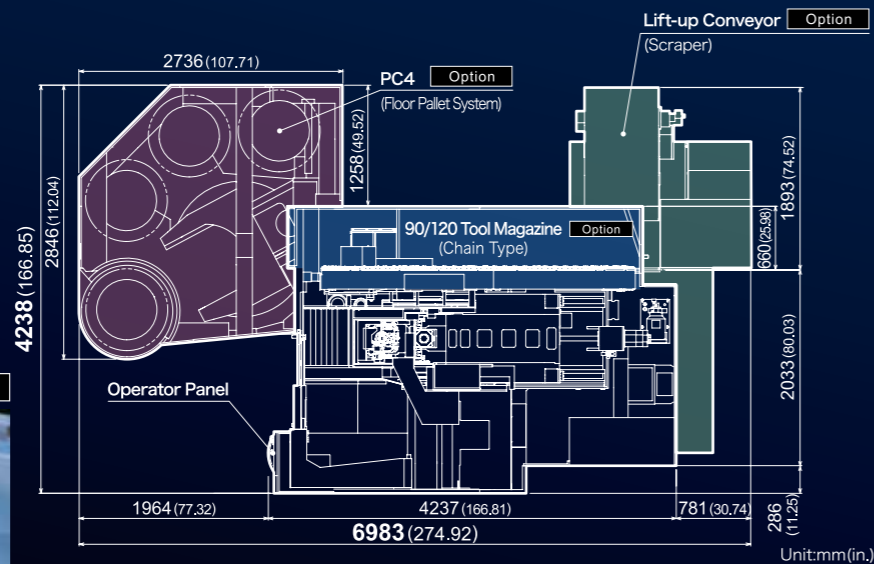 Lift-up Conveyor Option
(Scraper)
2736 (107.71)
PC4 Option
(Floor Pallet System)
1258 (49.52)
1893 (74.52)
90/120 Tool Magazine Option
(Chain Type)
660 (25.98)
2846 (112.04)
4238 (166.85)
2033 (80.03)
Operator Panel
1964 (77.32)
4237 (166.81)
781 (30.74)
286
(11.25)
6983 (274.92)
Unit:mm(in.)